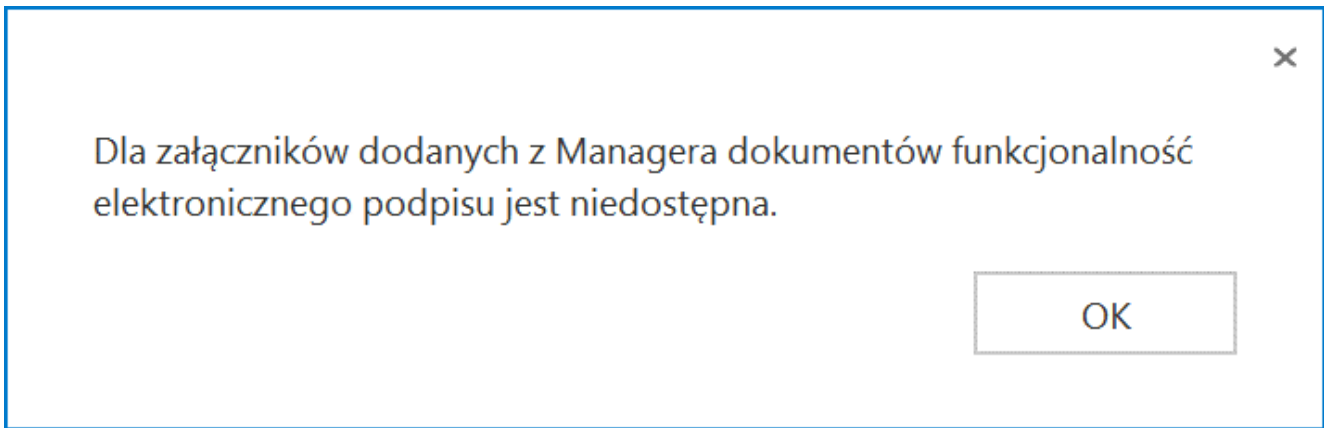 Dla załączników dodanych z Managera dokumentów funkcjonalność
elektronicznego podpisu jest niedostępna.
OK